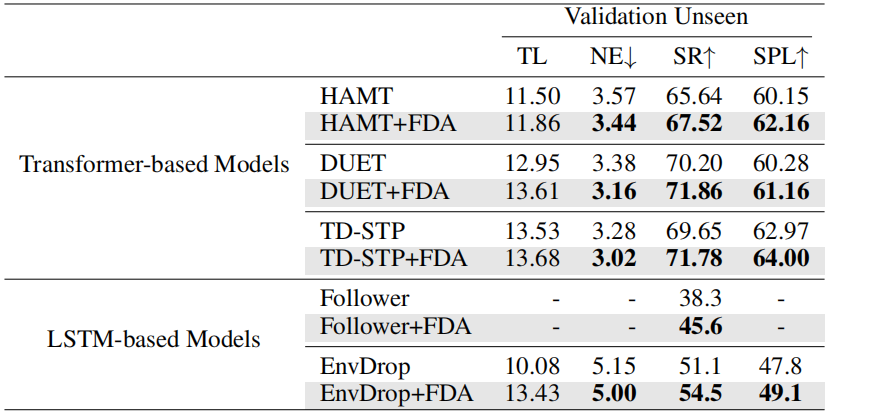 Validation Unseen
TL NE↓ SR↑ SPL↑
HAMT 11.50 3.57 65.64 60.15
HAMT+FDA 11.86 3.44 67.52 62.16
Transformer-based Models
DUET 12.95 3.38 70.20 60.28
DUET+FDA 13.61 3.16 71.86 61.16
TD-STP 13.53 3.28 69.65 62.97
TD-STP+FDA 13.68 3.02 71.78 64.00
Follower - - 38.3 -
Follower+FDA - - 45.6 -
LSTM-based Models
EnvDrop 10.08 5.15 51.1 47.8
EnvDrop+FDA 13.43 5.00 54.5 49.1